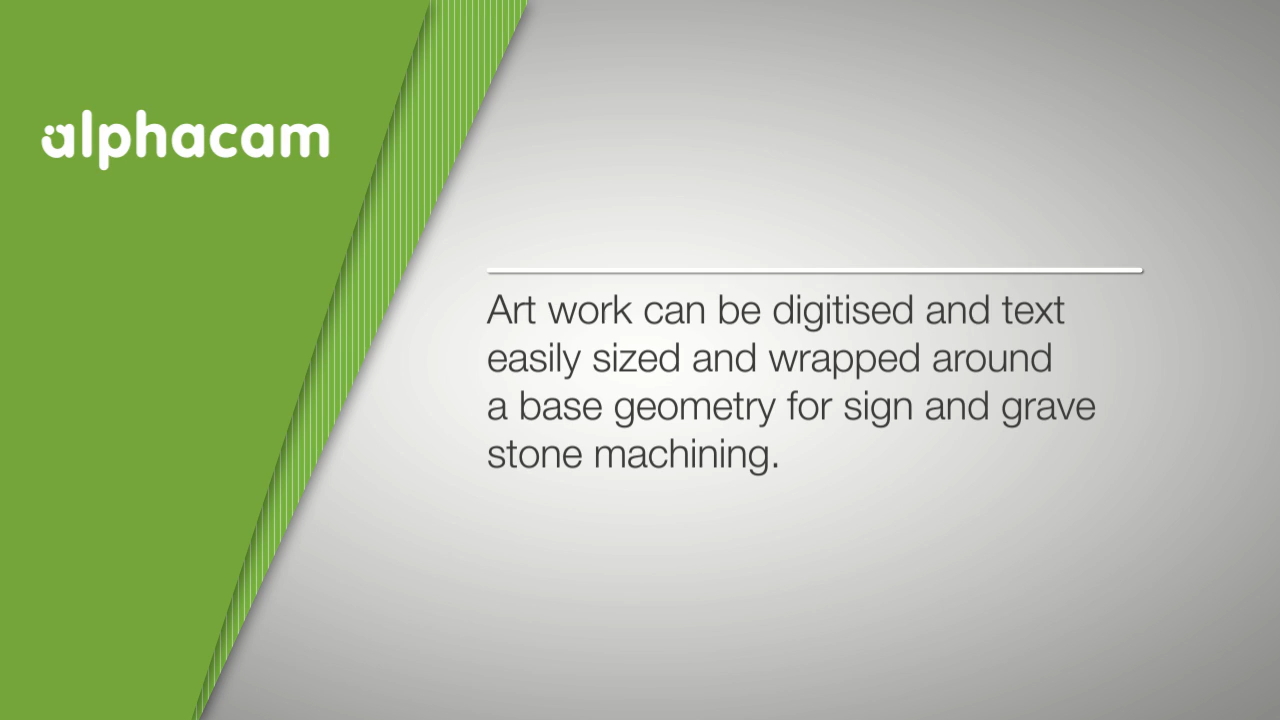 alphacam
Art work can be digitised and text
easily sized and wrapped around
a base geometry for sign and grave
stone machining.